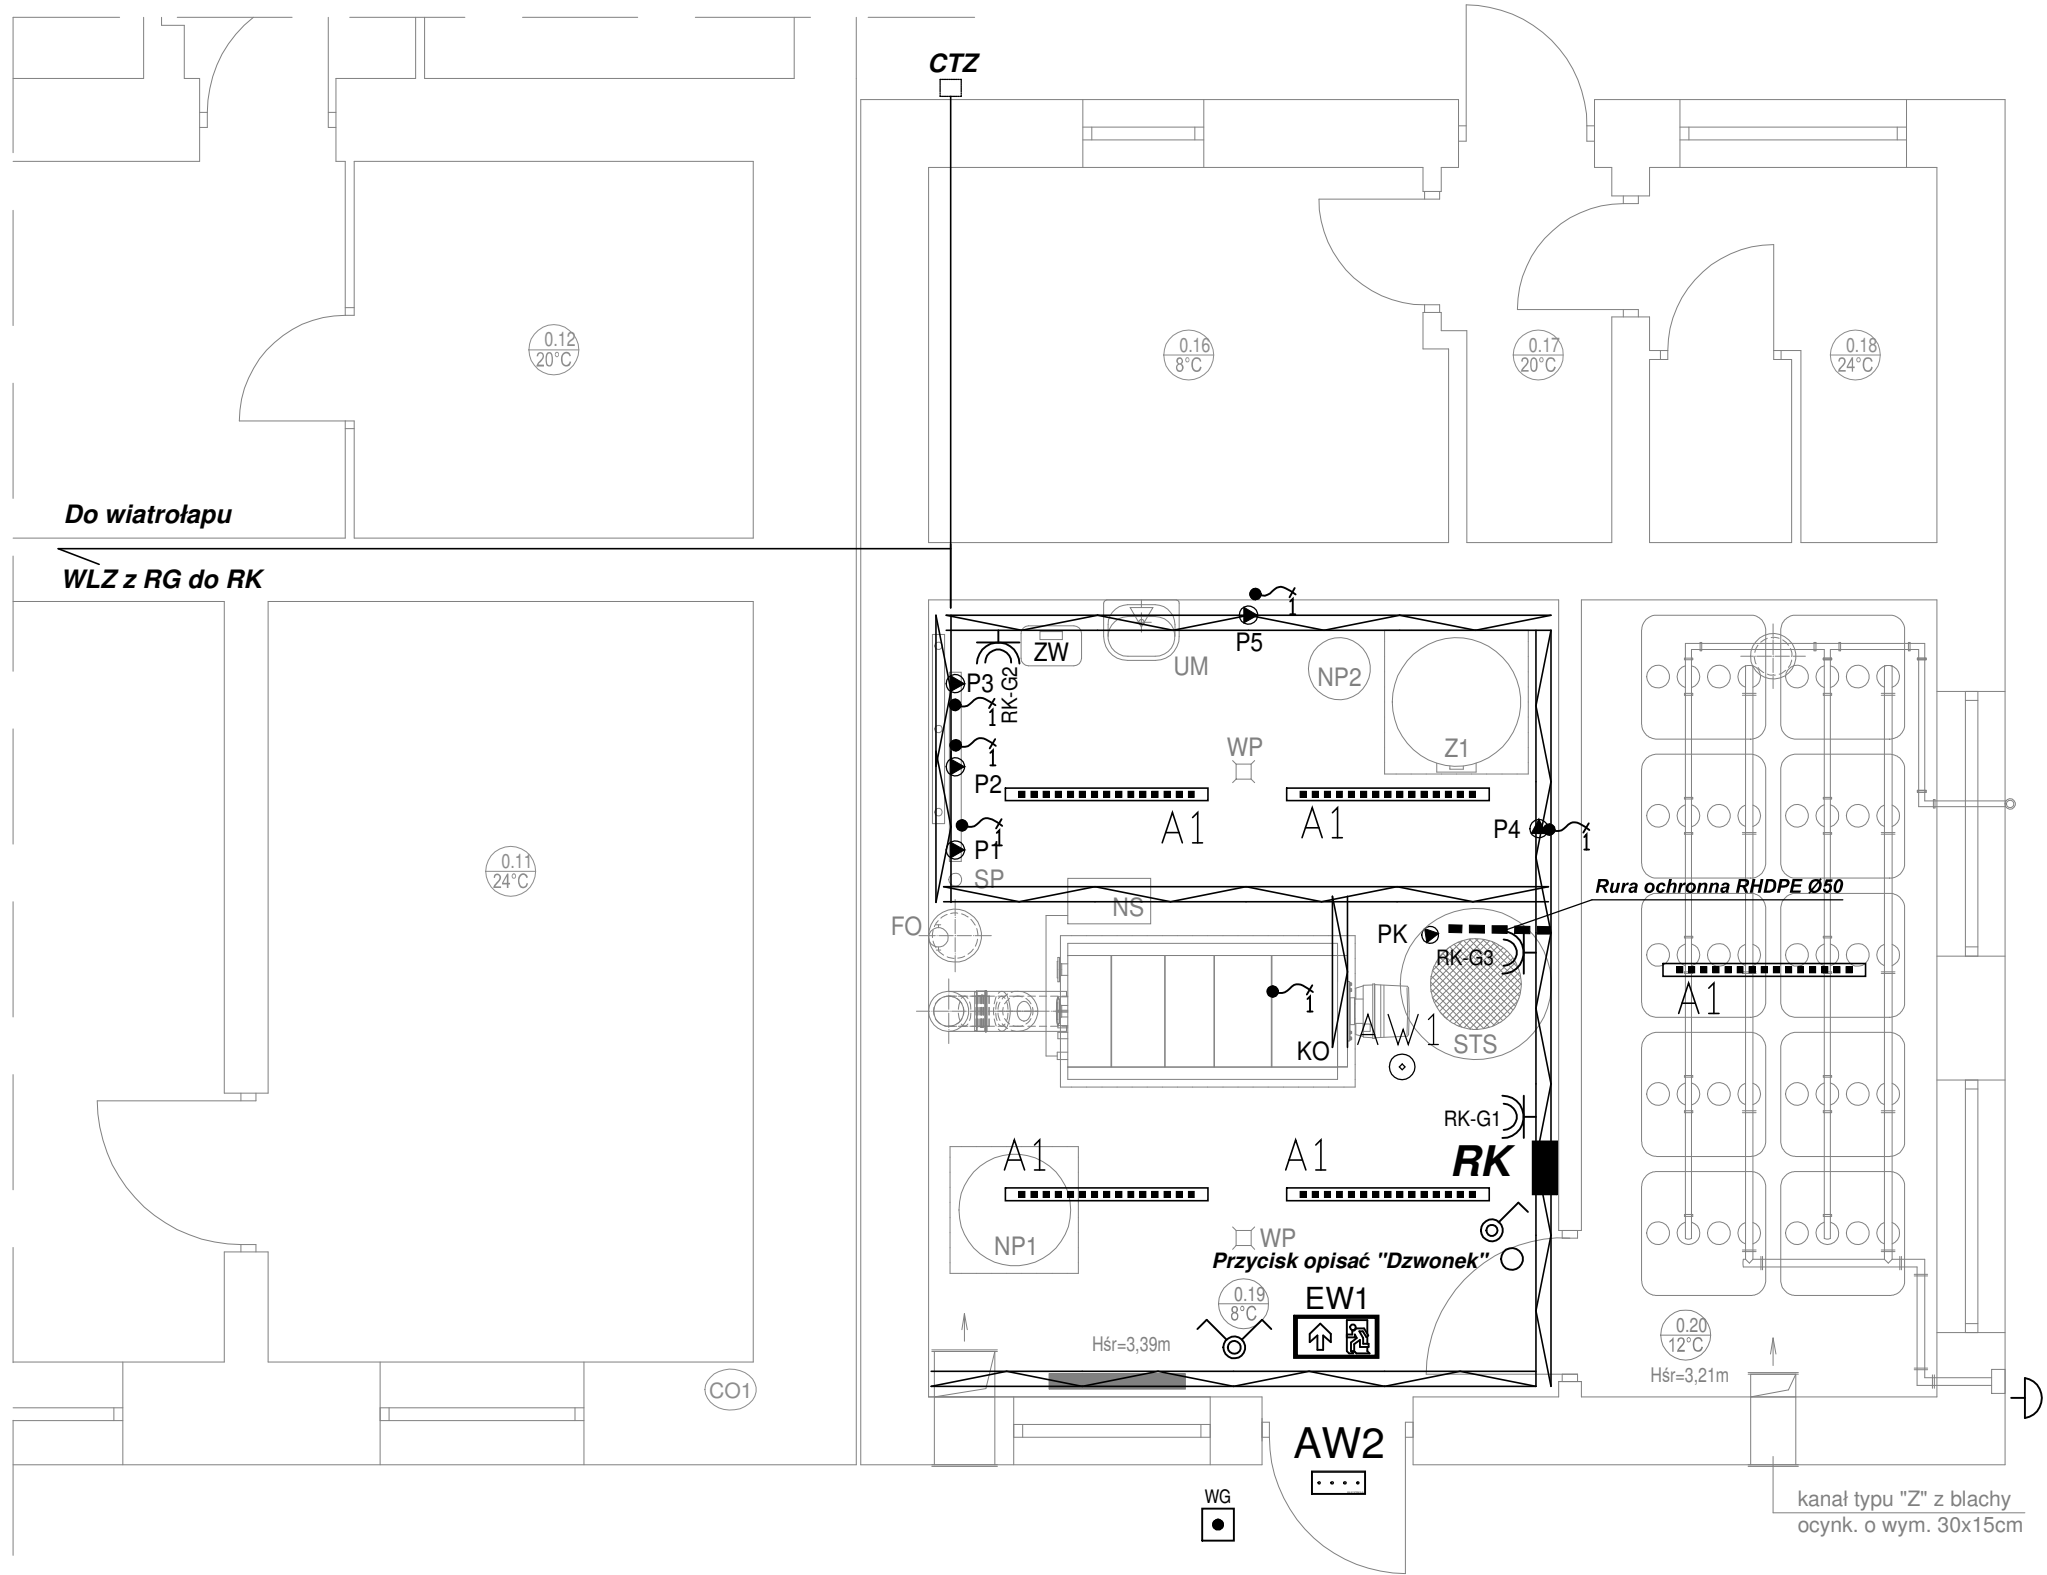 CTZ
0.12
20°C
0.16
8°C
0.17
20°C
0.18
24°C
Do wiatrołapu
WLZ z RG do RK
1
P5
ZW
UM
NP2
P3
RK-G2
1
1
P2
WP
Z1
A1
A1
P4
1
1
P1
SP
0.11
24°C
Rura ochronna RHDPE Ø50
NS
FO
PK
RK-G3
1
A1
AW1
KO
STS
RK-G1
A1
A1
RK
NP1
WP
Przycisk opisać "Dzwonek"
0.19
8°C
EW1
Hśr=3,39m
0.20
12°C
Hśr=3,21m
CO1
AW2
WG
kanał typu "Z" z blachy
ocynk. o wym. 30x15cm